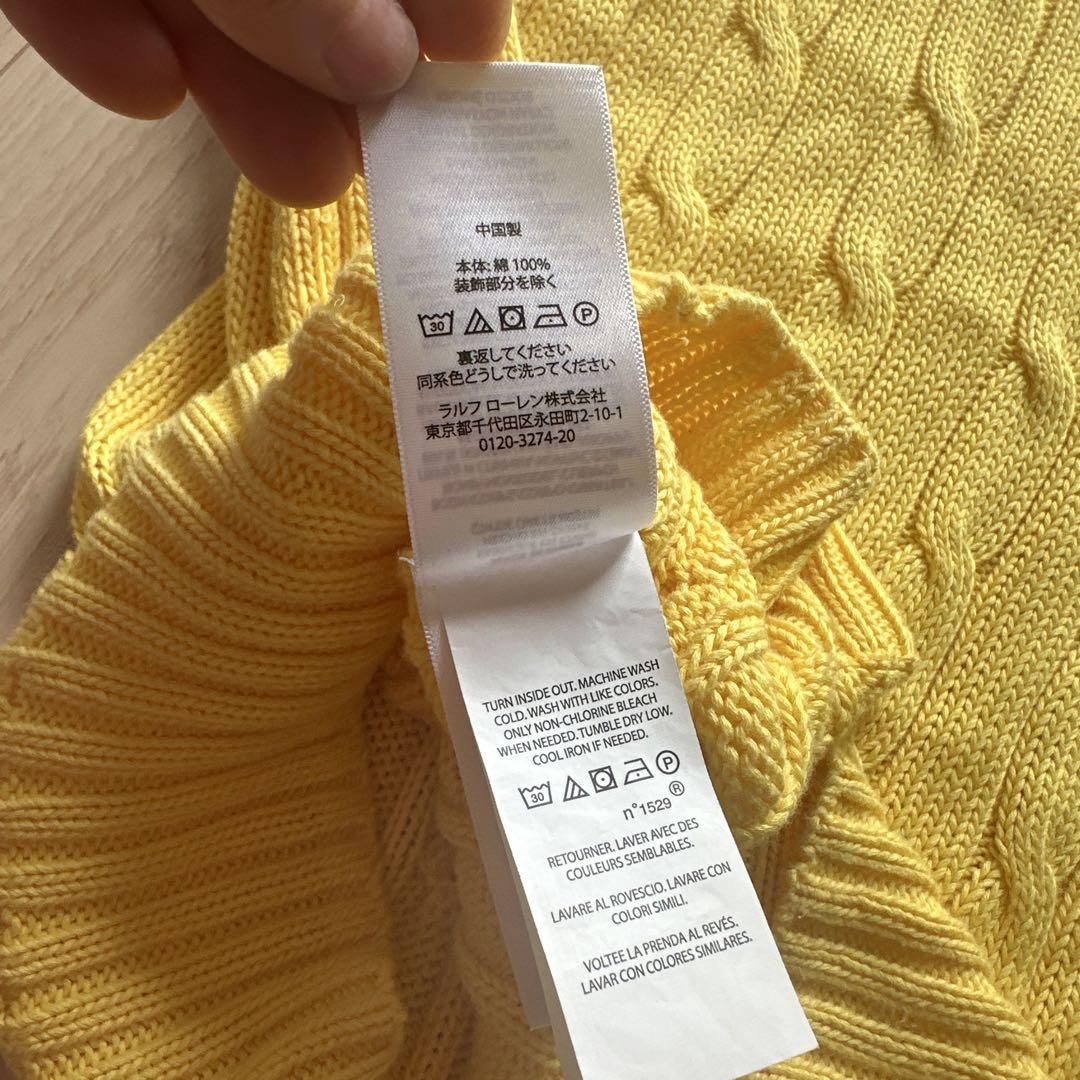 中国製
本体: 綿 100%
装飾部分を除く
30 P
裏返してください
同系色どうしで洗ってください
ラルフ ローレン株式会社
東京都千代田区永田町2-10-1
0120-3274-20
TURN INSIDE OUT. MACHINE WASH
COLD. WASH WITH LIKE COLORS.
ONLY NON-CHLORINE BLEACH
WHEN NEEDED. TUMBLE DRY LOW.
COOL IRON IF NEEDED.
30 P
n°1529 ®
RETOURNER. LAVER AVEC DES
COULEURS SEMBLABLES.
LAVARE AL ROVESCIO. LAVARE CON
COLORI SIMILI.
VOLTEE LA PRENDA AL REVÉS.
LAVAR CON COLORES SIMILARES.